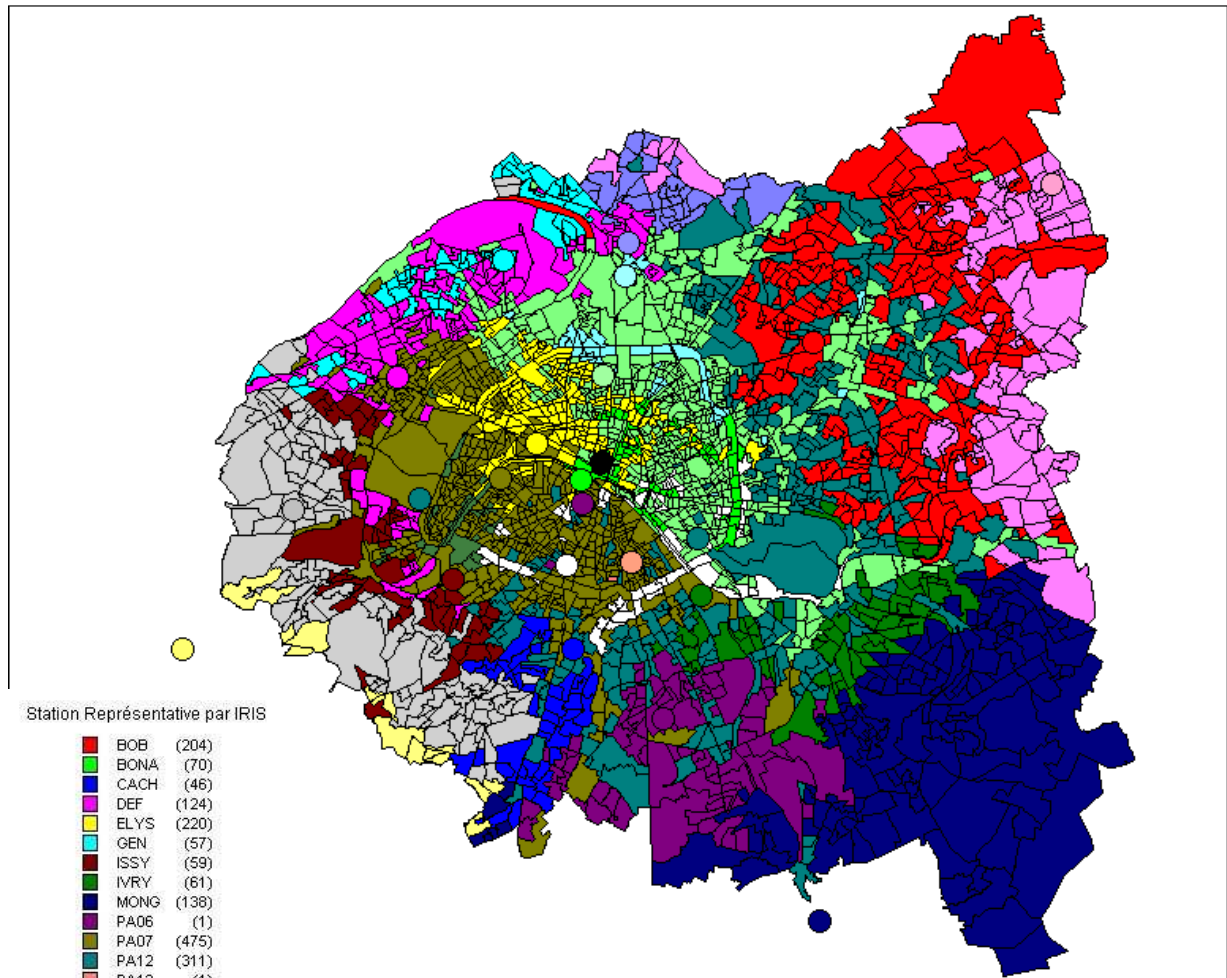 Station Représentative par IRIS
BOB (204)
BONA (70)
CACH (46)
DEF (124)
ELYS (220)
GEN (57)
ISSY (59)
IVRY (61)
MONG (138)
PA06 (1)
PA07 (475)
PA12 (311)